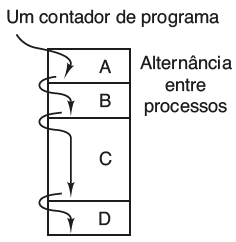 Um contador de programa
A
Alternância
entre
processos
B
C
D